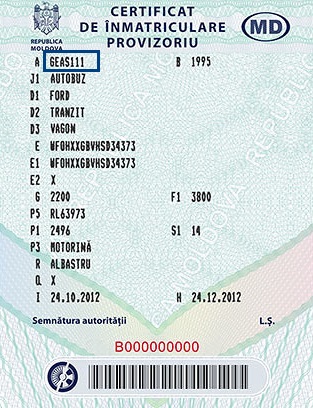 CERTIFICAT
DE ÎNMATRICULARE
PROVIZORIU
REPUBLICA
MOLDOVA
MD
A GEAS111 B 1995
J1 AUTOBUZ
D1 FORD
D2 TRANZIT
D3 VAGON
E WFOHXXGBVHSD34373
E1 WFOHXXGBVHSD34373
E2 X
G 2200 F1 3800
P5 RL63973
P1 2496 S1 14
P3 MOTORINĂ
R ALBASTRU
Q X
I 24.10.2012 H 24.12.2012
Semnătura autorității L.Ș.
B000000000